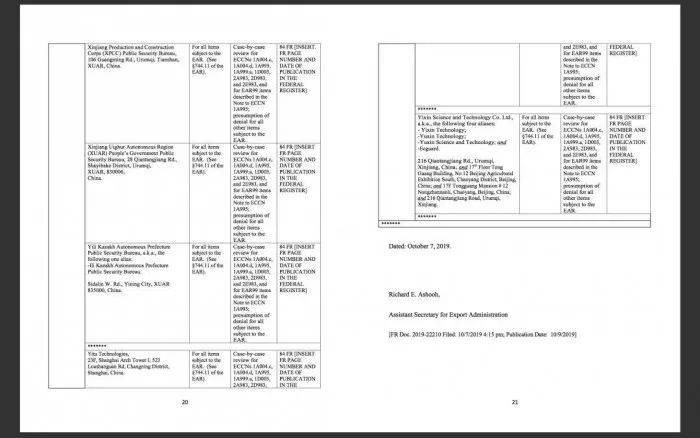 Xinjiang Production and Construction
Corps (XPCC) Public Security Bureau,
106 Guangming Rd., Urumqi, Tianshan,
XUAR, China.
For all items
subject to the
EAR. (See
§744.11 of the
EAR).
Case-by-case
review for
ECCNs 1A004.c,
1A004.d, 1A995,
1A999.a, 1D003,
2A983, 2D983,
and 2E983, and
for EAR99 items
described in the
Note to ECCN
1A995;
presumption of
denial for all
other items
subject to the
EAR.
84 FR [INSERT
FR PAGE
NUMBER AND
DATE OF
PUBLICATION
IN THE
FEDERAL
REGISTER]
Xinjiang Uighur Autonomous Region
(XUAR) People's Government Public
Security Bureau, 28 Qiantangjiang Rd.,
Shayibake District, Urumqi,
XUAR, 830006,
China.
For all items
subject to the
EAR. (See
§744.11 of the
EAR).
Case-by-case
review for
ECCNs 1A004.c,
1A004.d, 1A995,
1A999.a, 1D003,
2A983, 2D983,
and 2E983, and
for EAR99 items
described in the
Note to ECCN
1A995;
presumption of
denial for all
other items
subject to the
EAR.
84 FR [INSERT
FR PAGE
NUMBER AND
DATE OF
PUBLICATION
IN THE
FEDERAL
REGISTER]
Yili Kazakh Autonomous Prefecture
Public Security Bureau, a.k.a., the
following one alias:
-Ili Kazakh Autonomous Prefecture
Public Security Bureau.
Sidalin W. Rd., Yining City, XUAR
835000, China.
For all items
subject to the
EAR. (See
§744.11 of the
EAR).
Case-by-case
review for
ECCNs 1A004.c,
1A004.d, 1A995,
1A999.a, 1D003,
2A983, 2D983,
and 2E983, and
for EAR99 items
described in the
Note to ECCN
1A995;
presumption of
denial for all
other items
subject to the
EAR.
84 FR [INSERT
FR PAGE
NUMBER AND
DATE OF
PUBLICATION
IN THE
FEDERAL
REGISTER]
*******
Yitu Technologies,
23F, Shanghai Arch Tower I, 523
Loushanguan Rd, Changning District,
Shanghai, China.
For all items
subject to the
EAR. (See
§744.11 of the
EAR).
Case-by-case
review for
ECCNs 1A004.c,
1A004.d, 1A995,
1A999.a, 1D003,
2A983, 2D983,
84 FR [INSERT
FR PAGE
NUMBER AND
DATE OF
PUBLICATION
IN THE
20
and 2E983, and
for EAR99 items
described in the
Note to ECCN
1A995;
presumption of
denial for all
other items
subject to the
EAR.
FEDERAL
REGISTER]
*******
Yixin Science and Technology Co. Ltd.,
a.k.a., the following four aliases:
- Yixin Technology;
- Yuxin Technology;
-Yuxin Science and Technology; and
-Ecguard.
216 Qiantangjiang Rd., Urumqi,
Xinjiang, China; and 17th Floor Tong
Guang Building, No 12 Beijing Agricultural
Exhibition South, Chaoyang District, Beijing,
China; and 17F Tongguang Mansion # 12
Nongzhannanli, Chaoyang, Beijing, China;
and 216 Qiantangjiang Road, Urumqi,
Xinjiang.
For all items
subject to the
EAR. (See
§744.11 of the
EAR).
Case-by-case
review for
ECCNs 1A004.c,
1A004.d, 1A995,
1A999.a, 1D003,
2A983, 2D983,
and 2E983, and
for EAR99 items
described in the
Note to ECCN
1A995;
presumption of
denial for all
other items
subject to the
EAR.
84 FR [INSERT
FR PAGE
NUMBER AND
DATE OF
PUBLICATION
IN THE
FEDERAL
REGISTER]
*******
*******
Dated: October 7, 2019.
Richard E. Ashooh,
Assistant Secretary for Export Administration
[FR Doc. 2019-22210 Filed: 10/7/2019 4:15 pm; Publication Date: 10/9/2019]
21